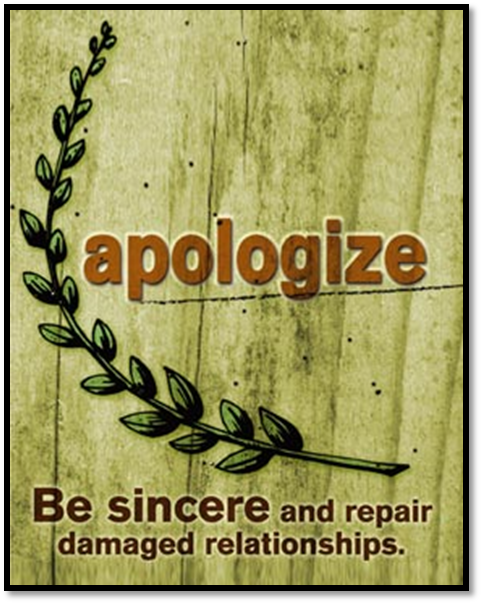 apologize
Be sincere and repair
damaged relationships.